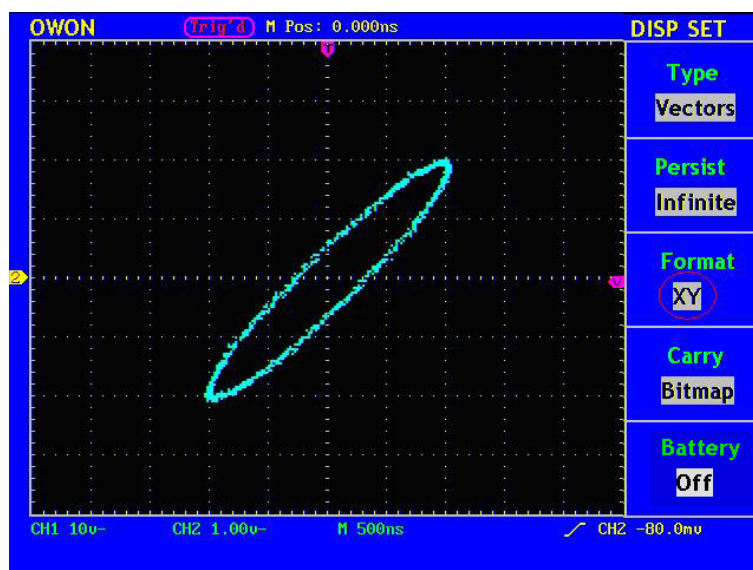 OWON Trig'd M Pos: 0.000ns DISP SET
T
Type
Vectors
Persist
Infinite
2
Format
XY
Carry
Bitmap
Battery
Off
CH1 10v~ CH2 1.00v~ M 500ns CH2 -80.0mv